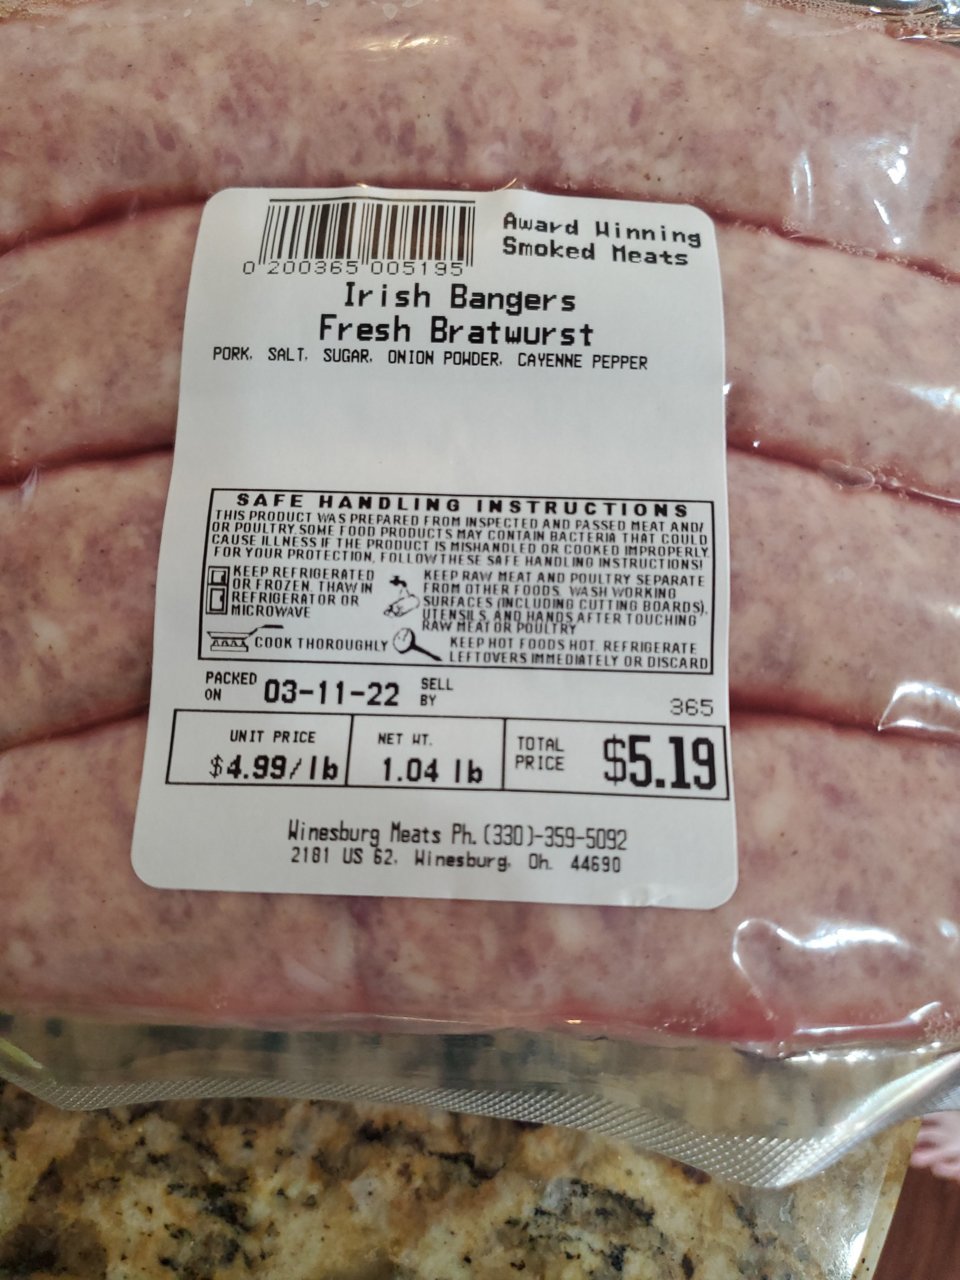 Award Winning
Smoked Meats
0 200365 005195
Irish Bangers
Fresh Bratwurst
PORK, SALT, SUGAR, ONION POWDER, CAYENNE PEPPER
SAFE HANDLING INSTRUCTIONS
THIS PRODUCT WAS PREPARED FROM INSPECTED AND PASSED MEAT AND/
OR POULTRY. SOME FOOD PRODUCTS MAY CONTAIN BACTERIA THAT COULD
CAUSE ILLNESS IF THE PRODUCT IS MISHANDLED OR COOKED IMPROPERLY
FOR YOUR PROTECTION, FOLLOW THESE SAFE HANDLING INSTRUCTIONS!
KEEP REFRIGERATED
OR FROZEN. THAW IN
REFRIGERATOR OR
MICROWAVE
KEEP RAW MEAT AND POULTRY SEPARATE
FROM OTHER FOODS. WASH WORKING
SURFACES (INCLUDING CUTTING BOARDS),
UTENSILS, AND HANDS AFTER TOUCHING
RAW MEAT OR POULTRY
COOK THOROUGHLY
KEEP HOT FOODS HOT. REFRIGERATE
LEFTOVERS IMMEDIATELY OR DISCARD
PACKED
ON
03-11-22
SELL
BY
365
UNIT PRICE
$4.99/lb
NET WT.
1.04 lb
TOTAL
PRICE
$5.19
Winesburg Meats Ph. (330)-359-5092
2181 US 62, Winesburg, Oh. 44690